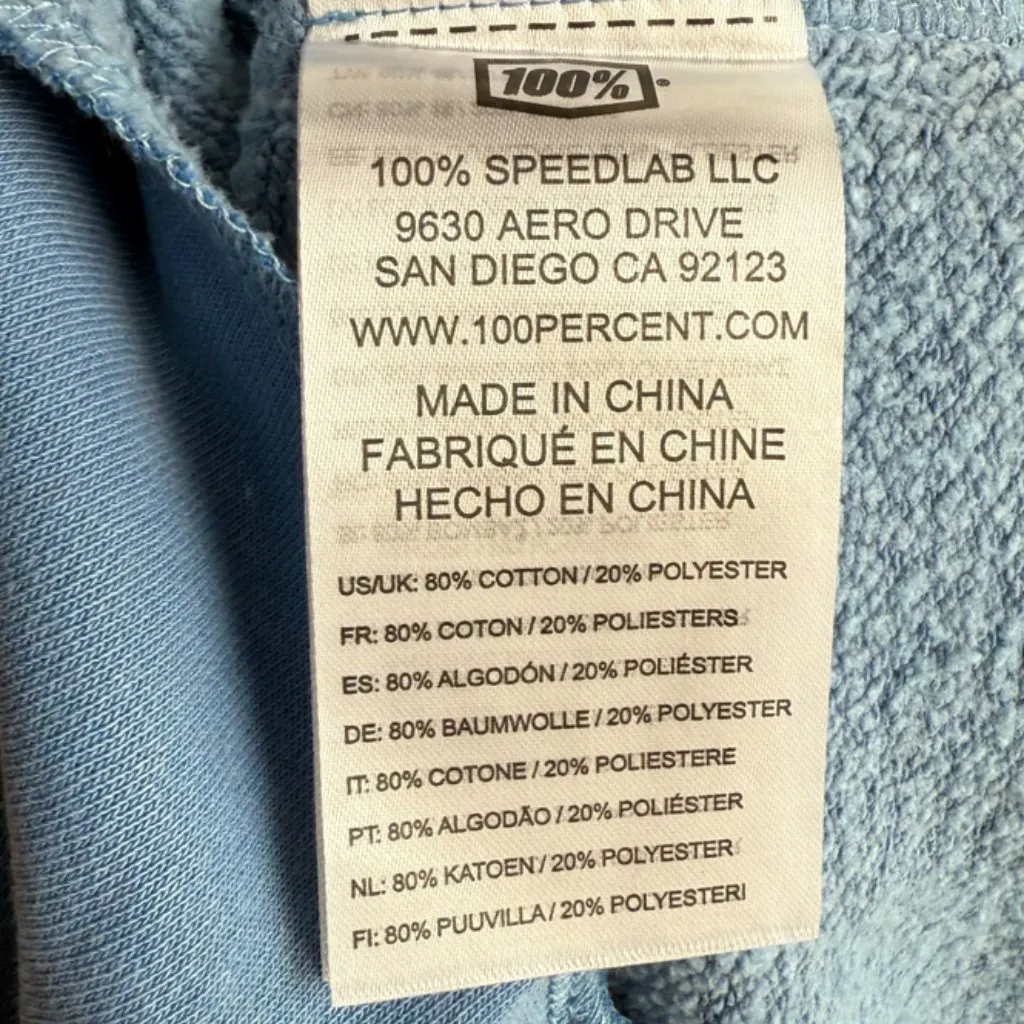 100%®
100% SPEEDLAB LLC
9630 AERO DRIVE
SAN DIEGO CA 92123
WWW.100PERCENT.COM
MADE IN CHINA
FABRIQUÉ EN CHINE
HECHO EN CHINA
US/UK: 80% COTTON / 20% POLYESTER
FR: 80% COTON / 20% POLIESTERS
ES: 80% ALGODÓN / 20% POLIÉSTER
DE: 80% BAUMWOLLE / 20% POLYESTER
IT: 80% COTONE / 20% POLIESTERE
PT: 80% ALGODÃO / 20% POLIÉSTER
NL: 80% KATOEN / 20% POLYESTER
FI: 80% PUUVILLA / 20% POLYESTERI